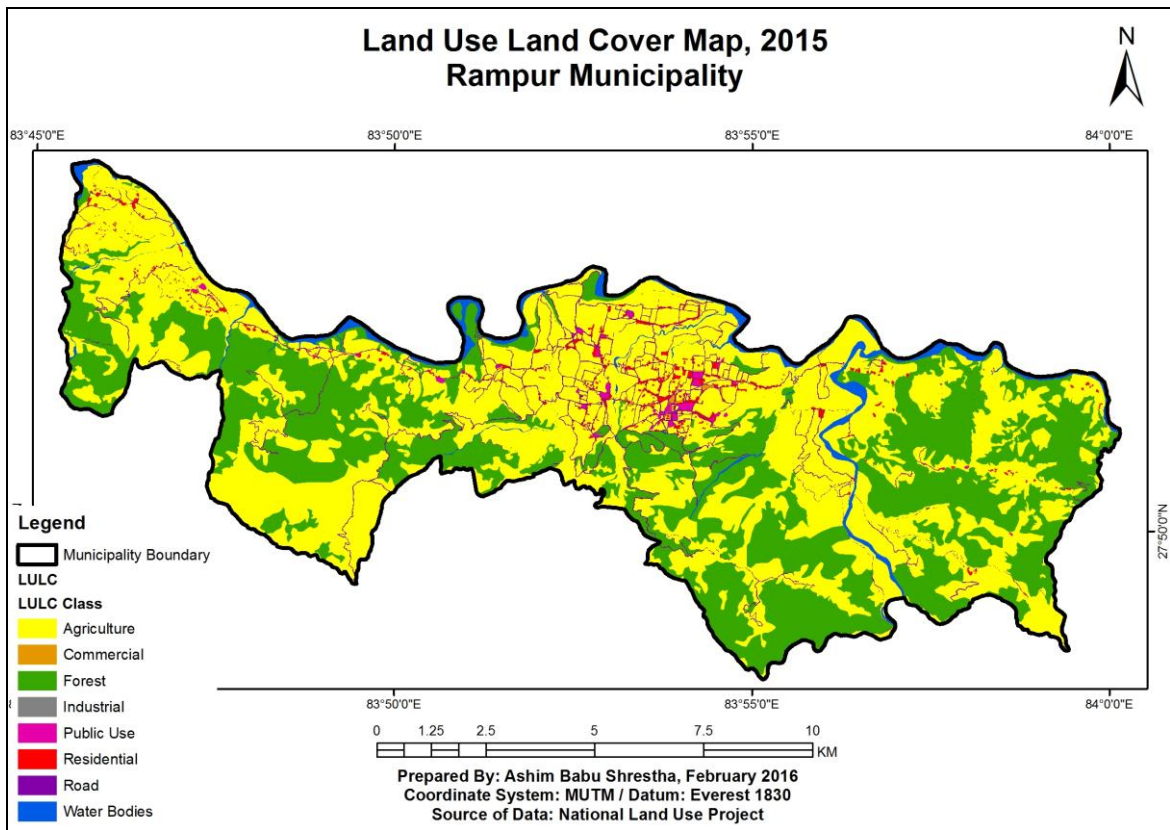 Land Use Land Cover Map, 2015
Rampur Municipality
N
83°45'0"E
83°50'0"E
83°55'0"E
84°0'0"E
27°50'0"N
Legend
Municipality Boundary
LULC
LULC Class
Agriculture
Commercial
Forest
Industrial
Public Use
Residential
Road
Water Bodies
83°50'0"E
83°55'0"E
84°0'0"E
0 1.25 2.5 5 7.5 10
KM
Prepared By: Ashim Babu Shrestha, February 2016
Coordinate System: MUTM / Datum: Everest 1830
Source of Data: National Land Use Project